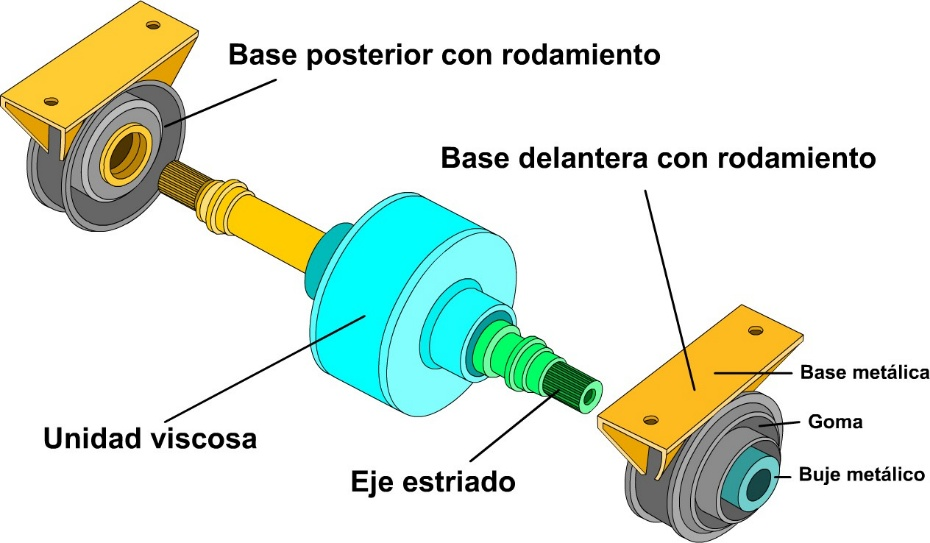 Base posterior con rodamiento
Base delantera con rodamiento
Base metálica
Goma
Unidad viscosa
Buje metálico
Eje estriado